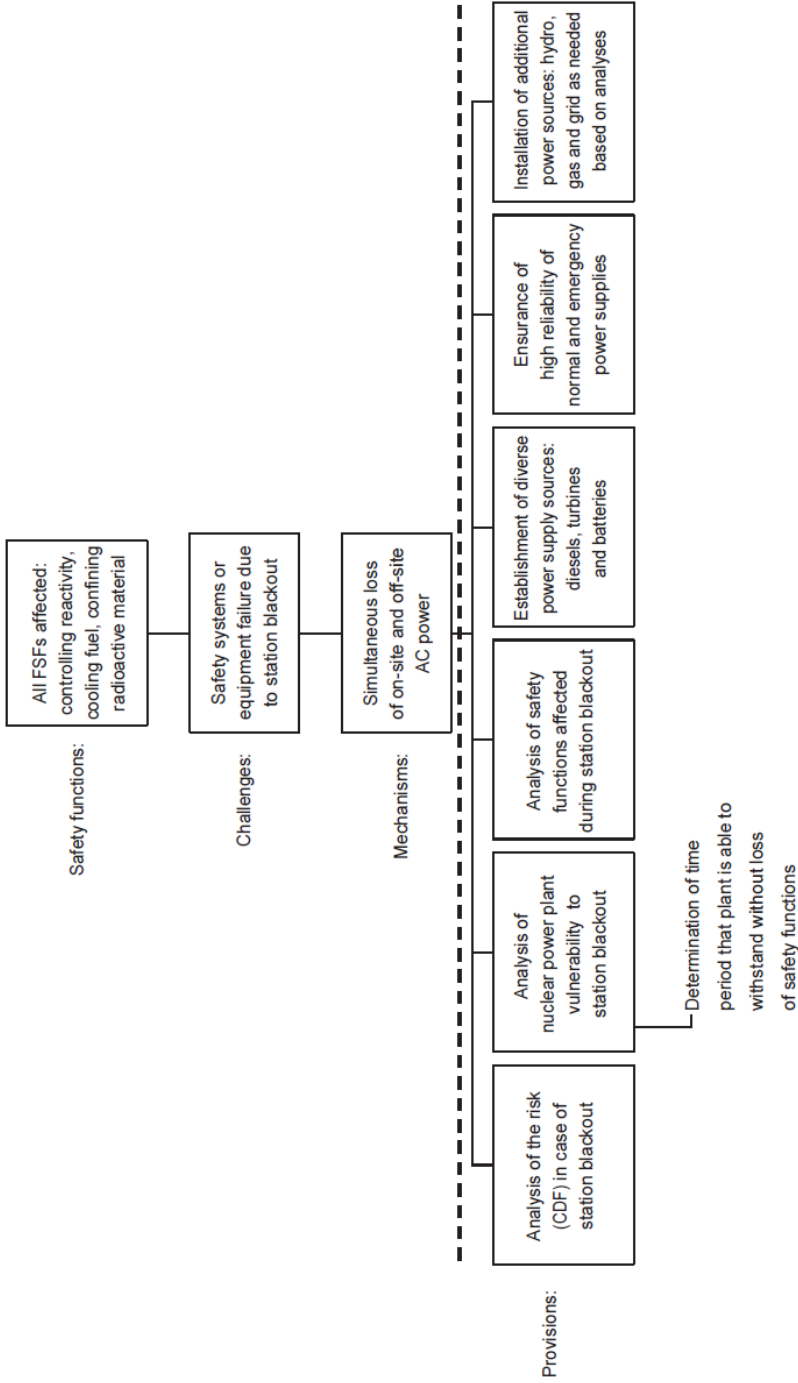 Safety functions:
All FSFs affected:
controlling reactivity,
cooling fuel, confining
radioactive material
Challenges:
Safety systems or
equipment failure due
to station blackout
Mechanisms:
Simultaneous loss
of on-site and off-site
AC power
Provisions:
Analysis of the risk
(CDF) in case of
station blackout
Analysis of
nuclear power plant
vulnerability to
station blackout
Determination of time
period that plant is able to
withstand without loss
of safety functions
Analysis of safety
functions affected
during station blackout
Establishment of diverse
power supply sources:
diesels, turbines
and batteries
Ensurance of
high reliability of
normal and emergency
power supplies
Installation of additional
power sources: hydro,
gas and grid as needed
based on analyses